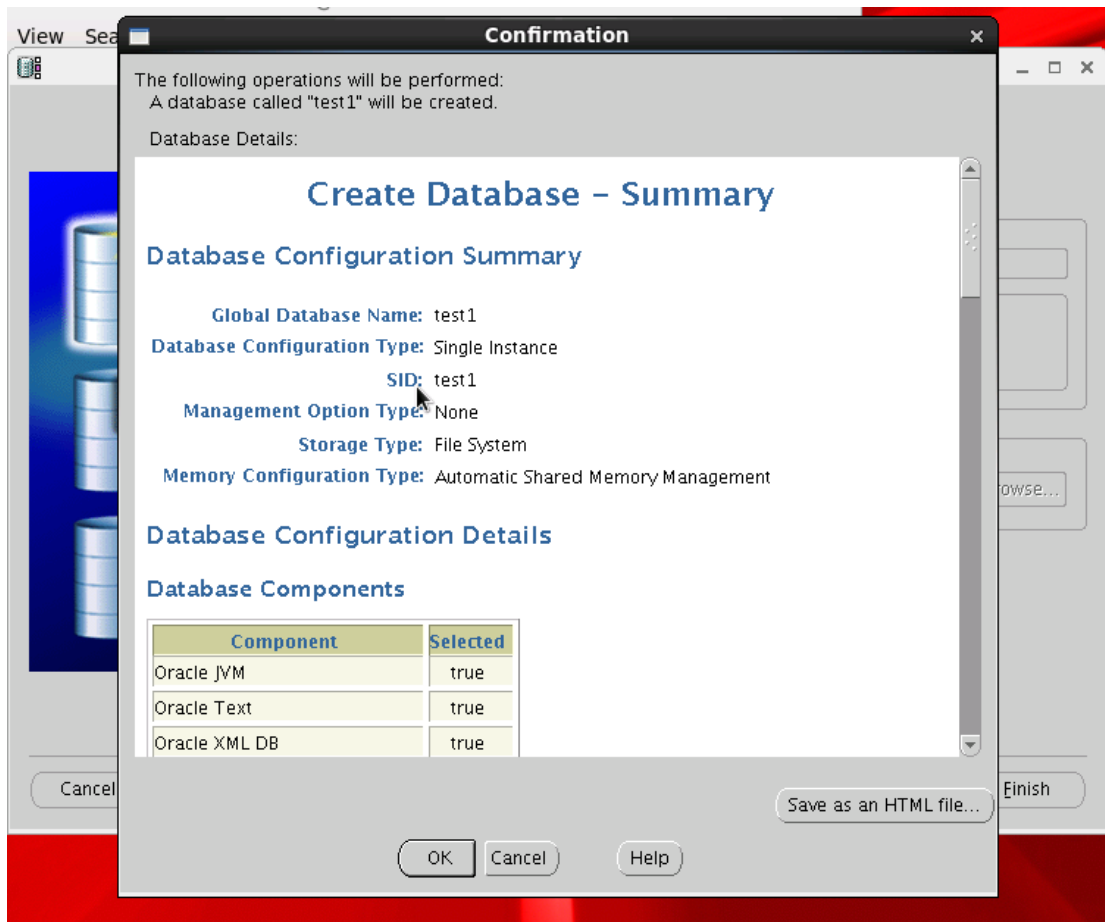 View Sea
Confirmation
The following operations will be performed:
A database called "test1" will be created.
Database Details:
Create Database – Summary
Database Configuration Summary
Global Database Name: test1
Database Configuration Type: Single Instance
SID: test1
Management Option Type: None
Storage Type: File System
Memory Configuration Type: Automatic Shared Memory Management
Database Configuration Details
Database Components
Component Selected
Oracle JVM true
Oracle Text true
Oracle XML DB true
owse...
Cancel
Finish
Save as an HTML file...
OK Cancel Help